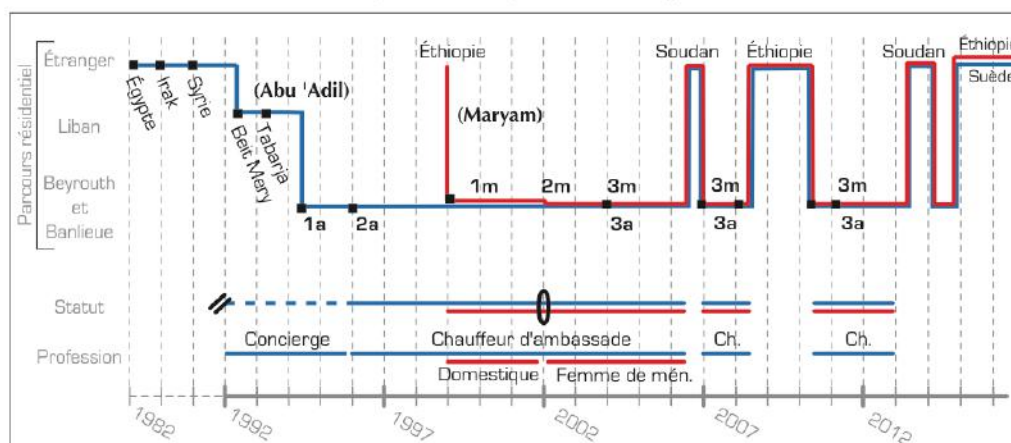 Parcours résidentiel
Étranger
Liban
Beyrouth
et
Banlieue
Égypte
Irak
Syrie
(Abu 'Adil)
Beit Mery
Tabarja
Éthiopie
(Maryam)
Soudan
Éthiopie
Soudan
Éthiopie
Suède
1m
2m
3m
3m
3m
1a
2a
3a
3a
3a
Statut
Profession
Concierge
Chauffeur d'ambassade
Ch.
Ch.
Domestique
Femme de mén.
1982
1992
1997
2002
2007
2012